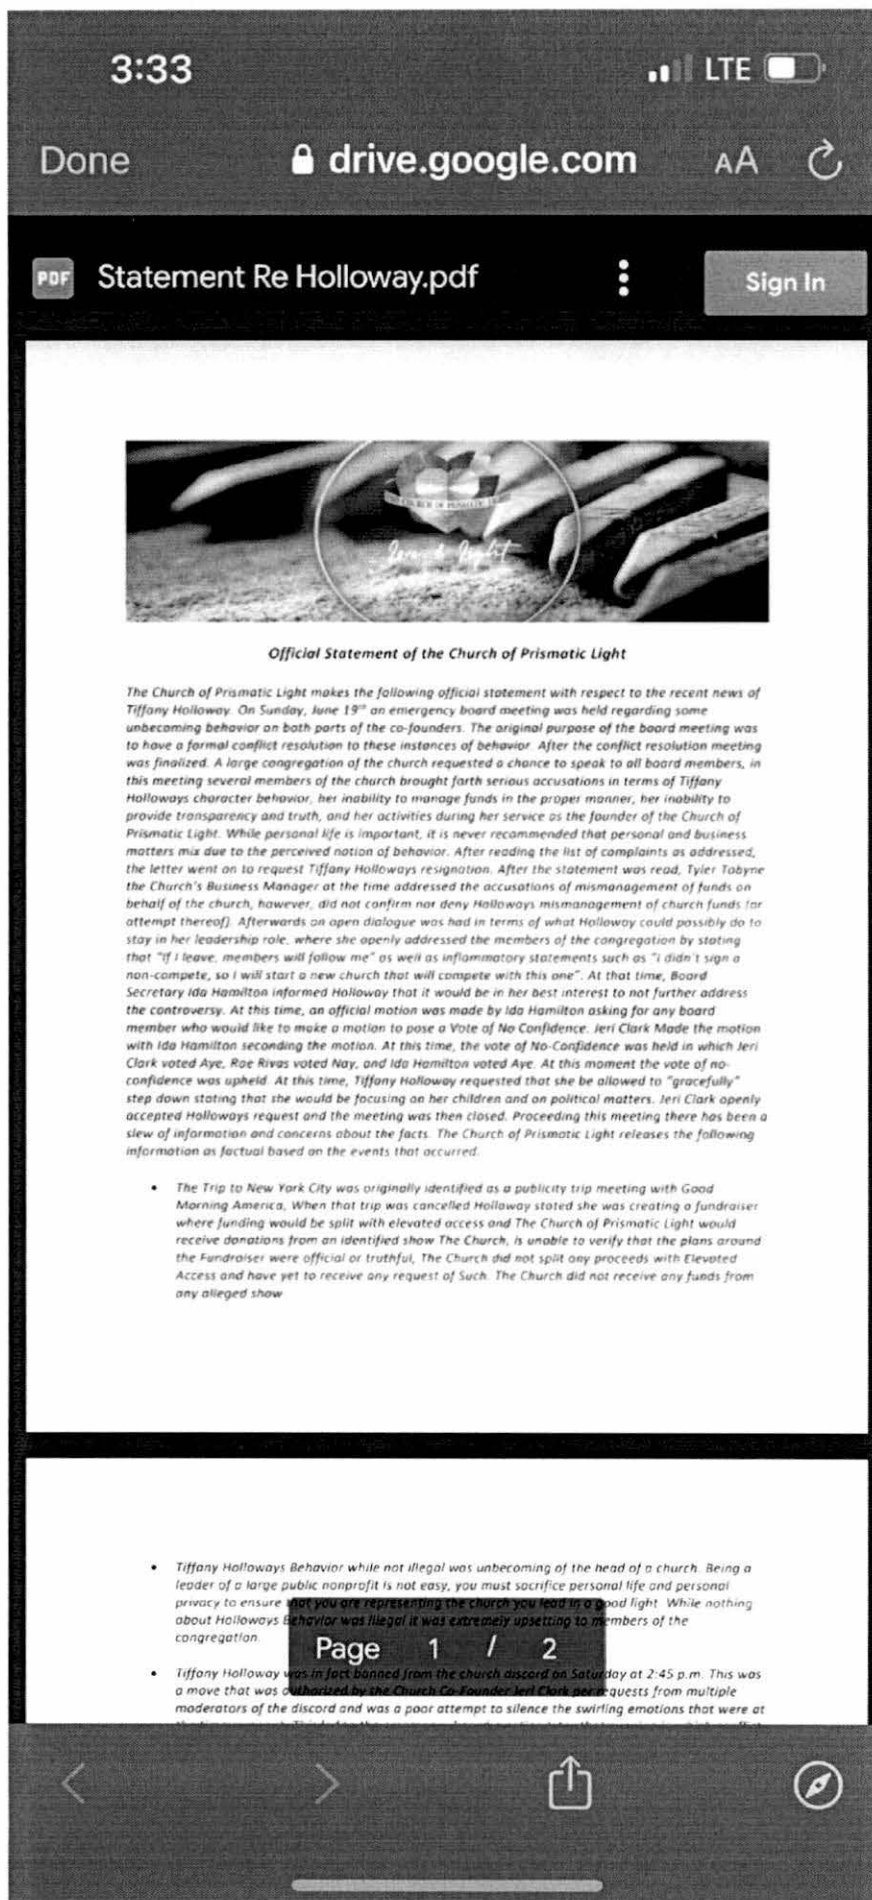 3:33
LTE
Done
drive.google.com
AA
PDF
Statement Re Holloway.pdf
Sign In
Love & Light
Official Statement of the Church of Prismatic Light
The Church of Prismatic Light makes the following official statement with respect to the recent news of
Tiffany Holloway. On Sunday, June 19th an emergency board meeting was held regarding some
unbecoming behavior on both parts of the co-founders. The original purpose of the board meeting was
to have a formal conflict resolution to these instances of behavior. After the conflict resolution meeting
was finalized. A large congregation of the church requested a chance to speak to all board members, in
this meeting several members of the church brought forth serious accusations in terms of Tiffany
Holloways character behavior, her inability to manage funds in the proper manner, her inability to
provide transparency and truth, and her activities during her service as the founder of the Church of
Prismatic Light. While personal life is important, it is never recommended that personal and business
matters mix due to the perceived notion of behavior. After reading the list of complaints as addressed,
the letter went on to request Tiffany Holloways resignation. After the statement was read, Tyler Tobyne
the Church's Business Manager at the time addressed the accusations of mismanagement of funds on
behalf of the church, however, did not confirm nor deny Holloways mismanagement of church funds (or
attempt thereof). Afterwards an open dialogue was had in terms of what Holloway could possibly do to
stay in her leadership role, where she openly addressed the members of the congregation by stating
that "if I leave, members will follow me" as well as inflammatory statements such as "I didn't sign a
non-compete, so I will start a new church that will compete with this one". At that time, Board
Secretary Ida Hamilton informed Holloway that it would be in her best interest to not further address
the controversy. At this time, an official motion was made by Ida Hamilton asking for any board
member who would like to make a motion to pose a Vote of No Confidence. Jeri Clark Made the motion
with Ida Hamilton seconding the motion. At this time, the vote of No-Confidence was held in which Jeri
Clark voted Aye, Rae Rivas voted Nay, and Ida Hamilton voted Aye. At this moment the vote of no-
confidence was upheld. At this time, Tiffany Holloway requested that she be allowed to "gracefully"
step down stating that she would be focusing on her children and on political matters. Jeri Clark openly
accepted Holloways request and the meeting was then closed. Proceeding this meeting there has been a
slew of information and concerns about the facts. The Church of Prismatic Light releases the following
information as factual based on the events that occurred.
• The Trip to New York City was originally identified as a publicity trip meeting with Good
Morning America, When that trip was cancelled Holloway stated she was creating a fundraiser
where funding would be split with elevated access and The Church of Prismatic Light would
receive donations from an identified show The Church, is unable to verify that the plans around
the Fundraiser were official or truthful, The Church did not split any proceeds with Elevated
Access and have yet to receive any request of Such. The Church did not receive any funds from
any alleged show
• Tiffany Holloways Behavior while not illegal was unbecoming of the head of a church. Being a
leader of a large public nonprofit is not easy, you must sacrifice personal life and personal
privacy to ensure that you are representing the church you lead in a good light. While nothing
about Holloways Behavior was illegal it was extremely upsetting to members of the
congregation.
Page 1 / 2
• Tiffany Holloway was in fact banned from the church discord on Saturday at 2:45 p.m. This was
a move that was authorized by the Church Co-Founder Jeri Clark per requests from multiple
moderators of the discord and was a poor attempt to silence the swirling emotions that were at